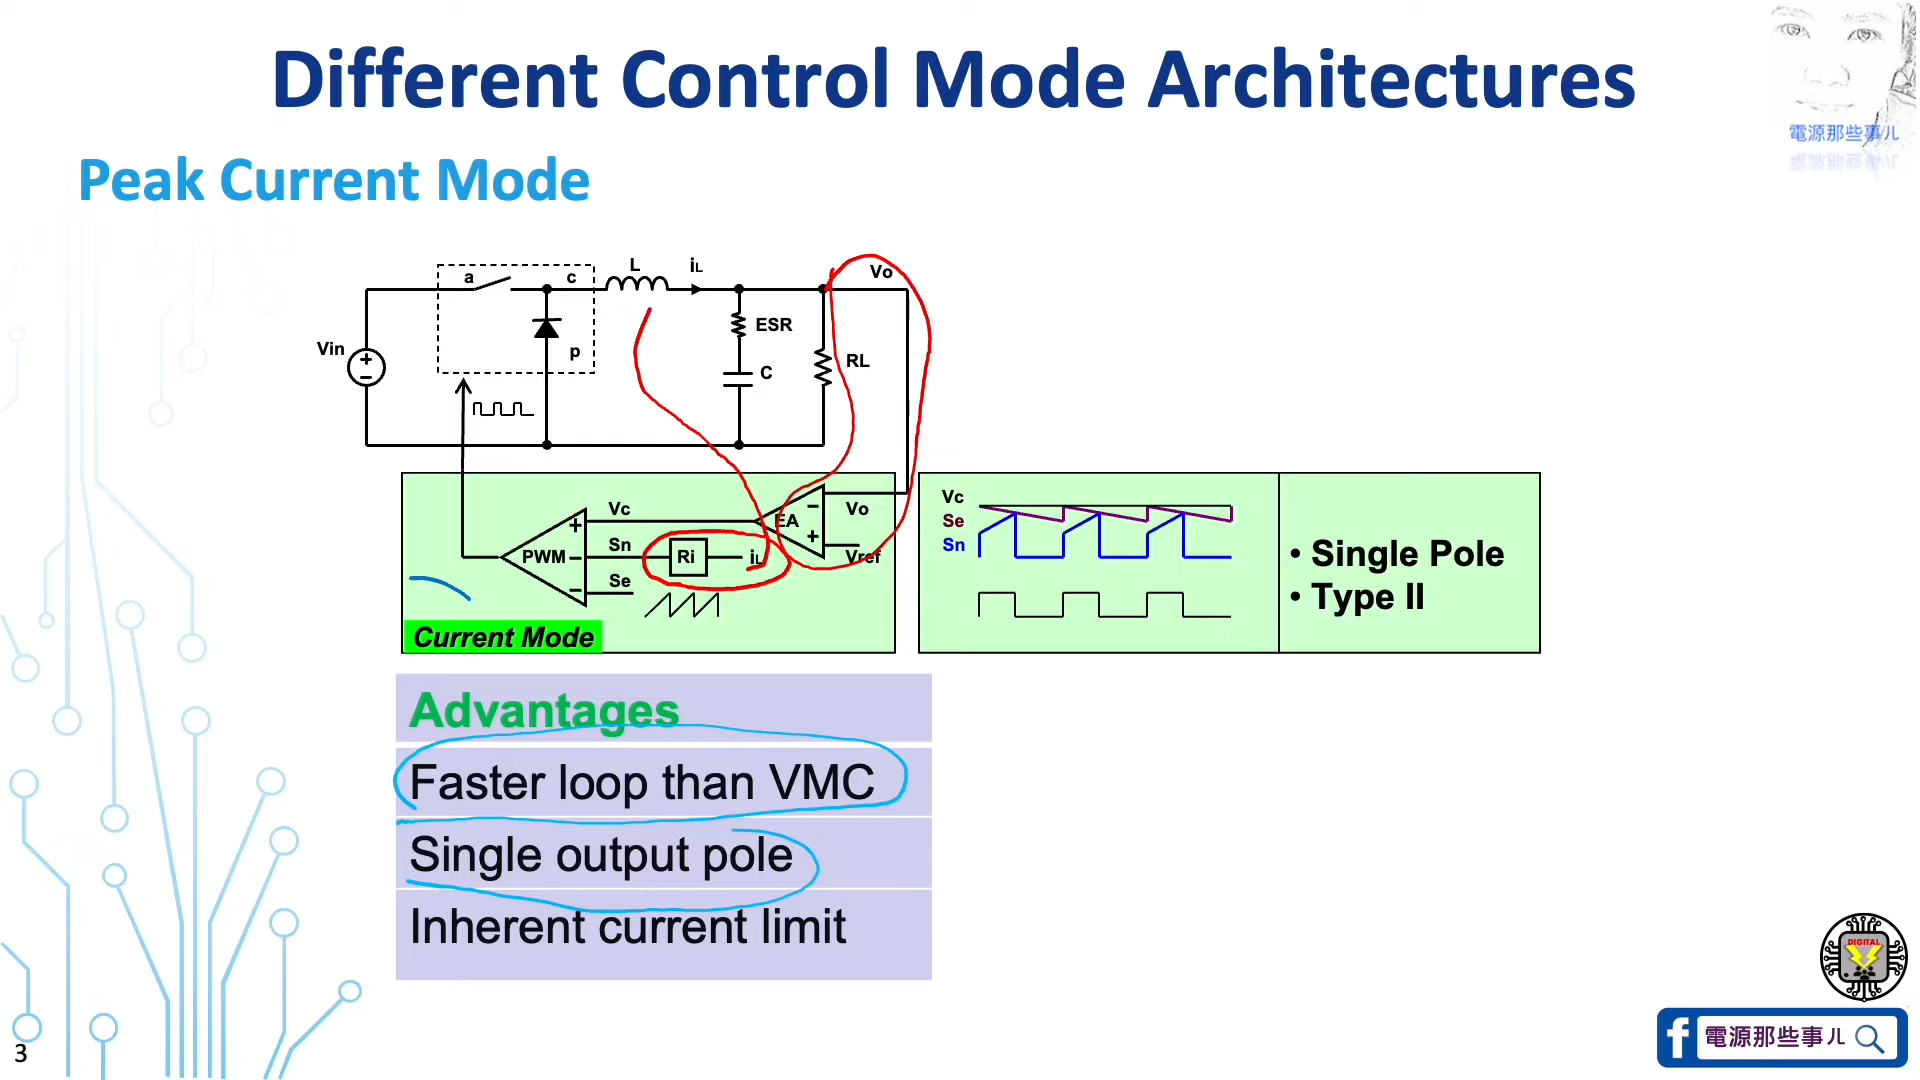 Different Control Mode Architectures
電源那些事儿
Peak Current Mode
a
c
L
iL
Vo
ESR
Vin
p
RL
C
Vc
EA
Vo
PWM
Sn
Ri
iL
Vref
Se
Current Mode
Vc
Se
Sn
• Single Pole
• Type II
Advantages
Faster loop than VMC
Single output pole
Inherent current limit
DIGITAL
f 電源那些事儿
3